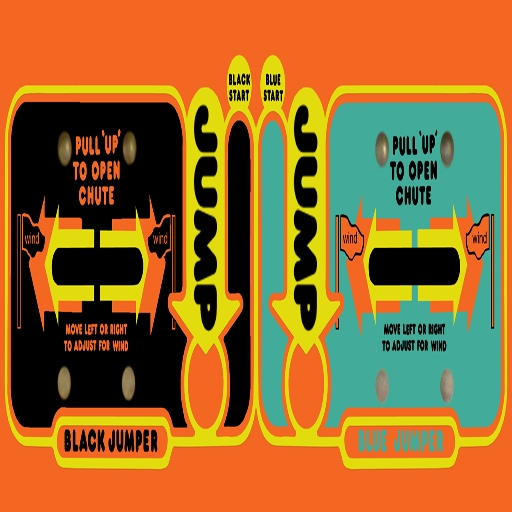 BLACK
START
BLUE
START
JUMP
PULL 'UP'
TO OPEN
CHUTE
wind
wind
MOVE LEFT OR RIGHT
TO ADJUST FOR WIND
BLACK JUMPER
JUMP
PULL 'UP'
TO OPEN
CHUTE
wind
wind
MOVE LEFT OR RIGHT
TO ADJUST FOR WIND
BLUE JUMPER